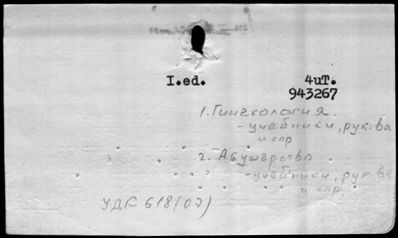 I.ed. 4uT.
943267
1. Гинекология.
- учебники, рук-ва
и спр
2. Акушерство
- учебники, рук-ва
и спр.
УДК 618(07)